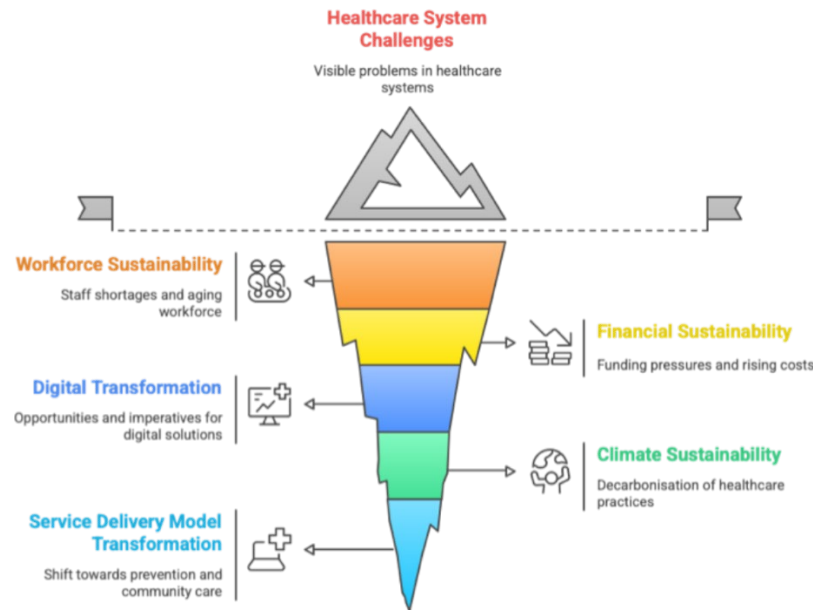 Healthcare System
Challenges
Visible problems in healthcare
systems
Workforce Sustainability
Staff shortages and aging
workforce
Financial Sustainability
Funding pressures and rising costs
Digital Transformation
Opportunities and imperatives for
digital solutions
Climate Sustainability
Decarbonisation of healthcare
practices
Service Delivery Model
Transformation
Shift towards prevention and
community care